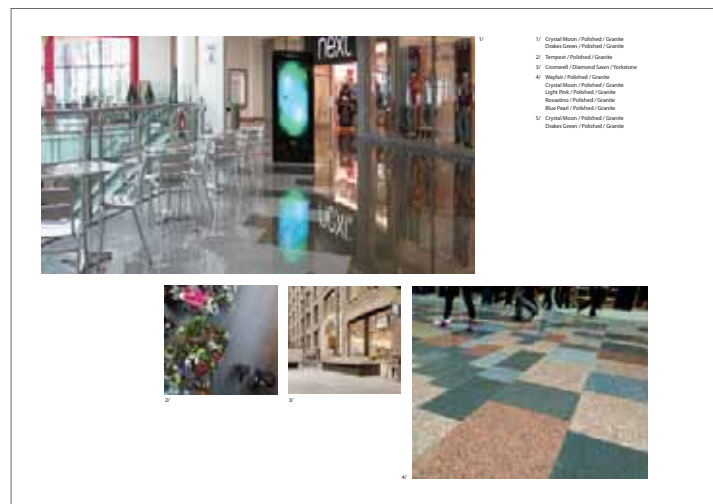 next
1/
1/ Crystal Moon / Polished / Granite
Drakes Green / Polished / Granite
2/ Tempest / Polished / Granite
3/ Cromwell / Diamond Sawn / Yorkstone
4/ Wayfair / Polished / Granite
Crystal Moon / Polished / Granite
Light Pink / Polished / Granite
Rosastino / Polished / Granite
Blue Pearl / Polished / Granite
5/ Crystal Moon / Polished / Granite
Drakes Green / Polished / Granite
2/
3/
4/